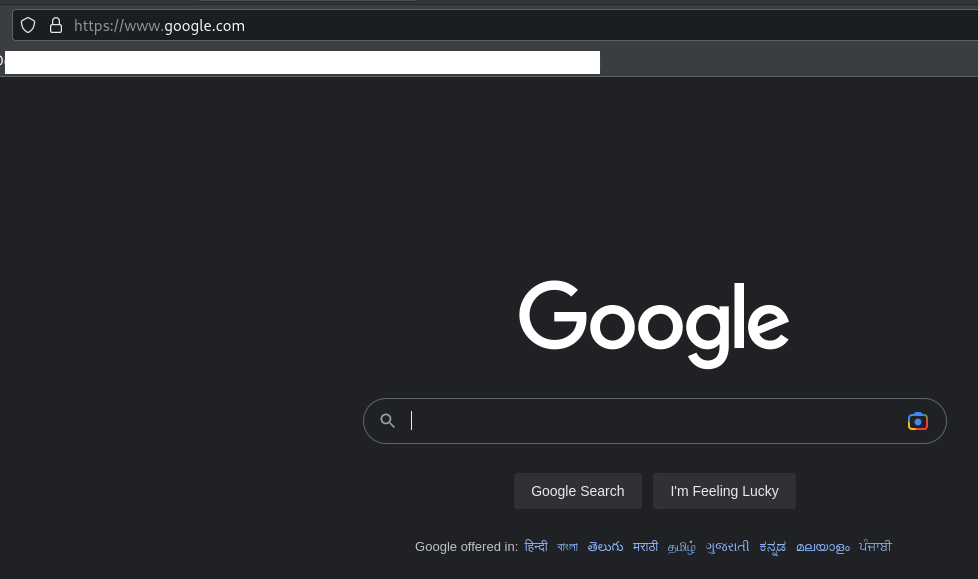 https://www.google.com
Google
Google Search
I'm Feeling Lucky
Google offered in: हिन्दी বাংলা తెలుగు मराठी தமிழ் ગુજરાતી ಕನ್ನಡ മലയാളം ਪੰਜਾਬੀ